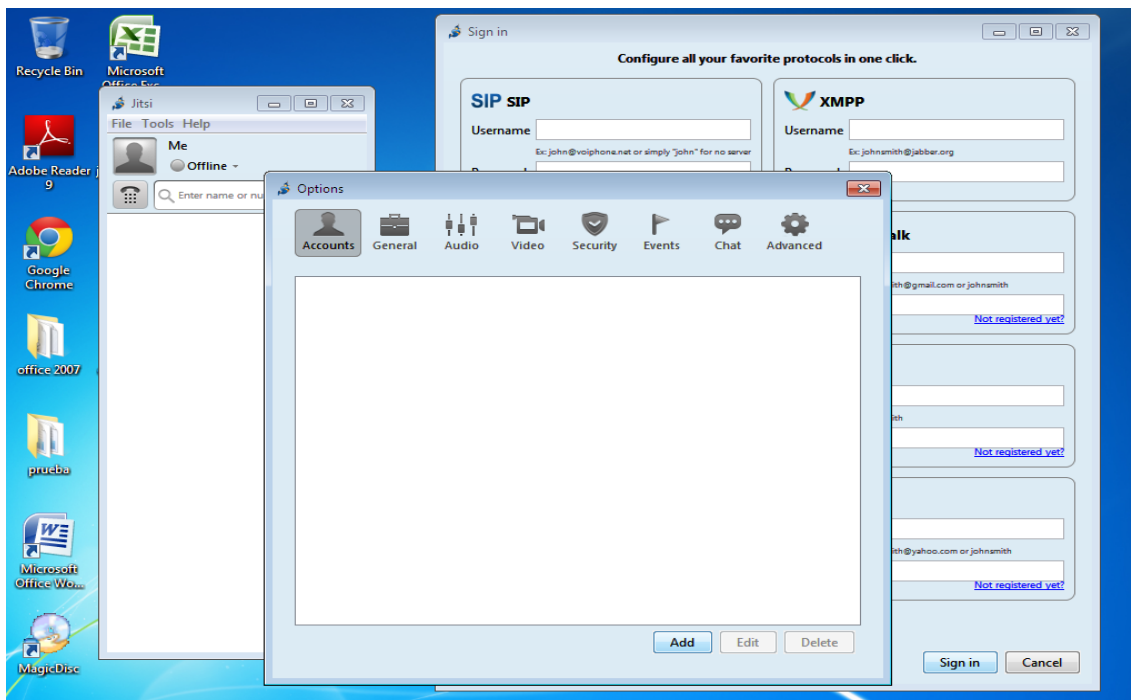 Recycle Bin
Microsoft
Office Exc...
Adobe Reader
9
Google
Chrome
office 2007
prueba
Microsoft
Office Wo...
MagicDisc
Jitsi
File Tools Help
Me
Offline
Enter name or nu
Sign in
Configure all your favorite protocols in one click.
SIP SIP
Username
Ex: john@voiphone.net or simply "john" for no server
XMPP
Username
Ex: johnsmith@jabber.org
alk
ith@gmail.com or johnsmith
Not registered yet?
ith
Not registered yet?
ith@yahoo.com or johnsmith
Not registered yet?
Sign in Cancel
Options
Accounts General Audio Video Security Events Chat Advanced
Add Edit Delete